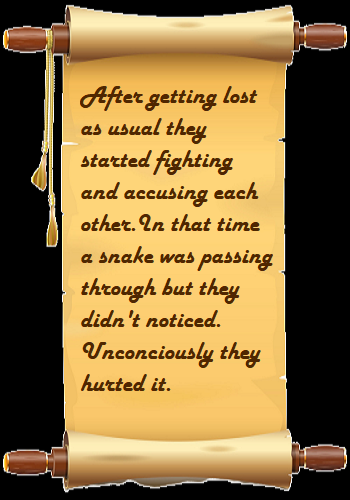 After getting lost
as usual they
started fighting
and accusing each
other.In that time
a snake was passing
through but they
didn't noticed.
Unconciously they
hurted it.